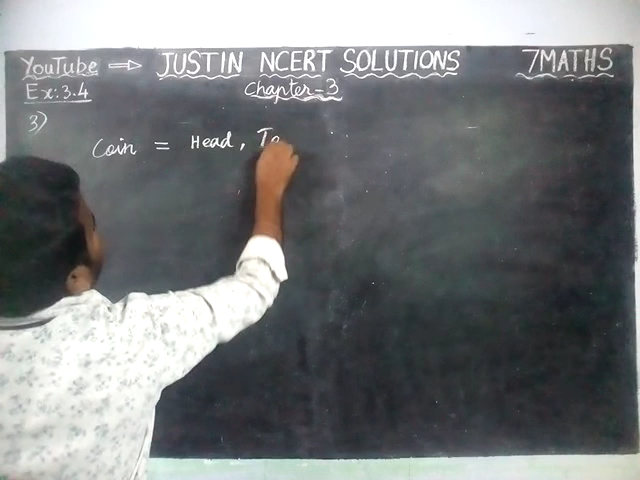 YouTube ⇒ JUSTIN NCERT SOLUTIONS 7MATHS
Ex:3.4 Chapter-3
3)
Coin = Head, Ta